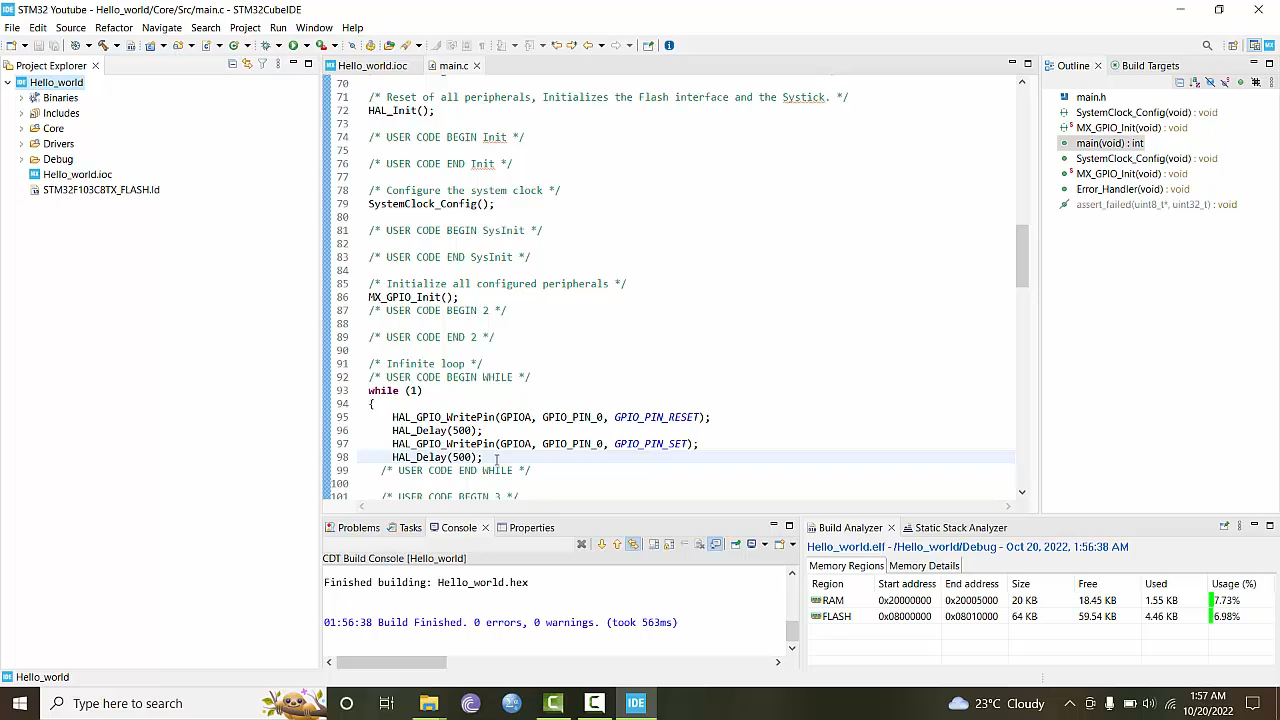 STM32 Youtube - Hello_world/Core/Src/main.c - STM32CubeIDE
File Edit Source Refactor Navigate Search Project Run Window Help
Project Explorer
Hello_world
Binaries
Includes
Core
Drivers
Debug
Hello_world.ioc
STM32F103C8TX_FLASH.ld
Hello_world.ioc main.c
70
71 /* Reset of all peripherals, Initializes the Flash interface and the Systick. */
72 HAL_Init();
73
74 /* USER CODE BEGIN Init */
75
76 /* USER CODE END Init */
77
78 /* Configure the system clock */
79 SystemClock_Config();
80
81 /* USER CODE BEGIN SysInit */
82
83 /* USER CODE END SysInit */
84
85 /* Initialize all configured peripherals */
86 MX_GPIO_Init();
87 /* USER CODE BEGIN 2 */
88
89 /* USER CODE END 2 */
90
91 /* Infinite loop */
92 /* USER CODE BEGIN WHILE */
93 while (1)
94 {
95 HAL_GPIO_WritePin(GPIOA, GPIO_PIN_0, GPIO_PIN_RESET);
96 HAL_Delay(500);
97 HAL_GPIO_WritePin(GPIOA, GPIO_PIN_0, GPIO_PIN_SET);
98 HAL_Delay(500);
99 /* USER CODE END WHILE */
100
101 /* USER CODE BEGIN 3 */
Outline Build Targets
main.h
SystemClock_Config(void) : void
MX_GPIO_Init(void) : void
main(void) : int
SystemClock_Config(void) : void
MX_GPIO_Init(void) : void
Error_Handler(void) : void
assert_failed(uint8_t*, uint32_t) : void
Problems Tasks Console Properties
CDT Build Console [Hello_world]
Finished building: Hello_world.hex
01:56:38 Build Finished. 0 errors, 0 warnings. (took 563ms)
Build Analyzer Static Stack Analyzer
Hello_world.elf - /Hello_world/Debug - Oct 20, 2022, 1:56:38 AM
Memory Regions Memory Details
Region Start address End address Size Free Used Usage (%)
RAM 0x20000000 0x20005000 20 KB 18.45 KB 1.55 KB 7.73%
FLASH 0x08000000 0x08010000 64 KB 59.54 KB 4.46 KB 6.98%
Hello_world
Type here to search
IDE
23°C Cloudy
1:57 AM
10/20/2022